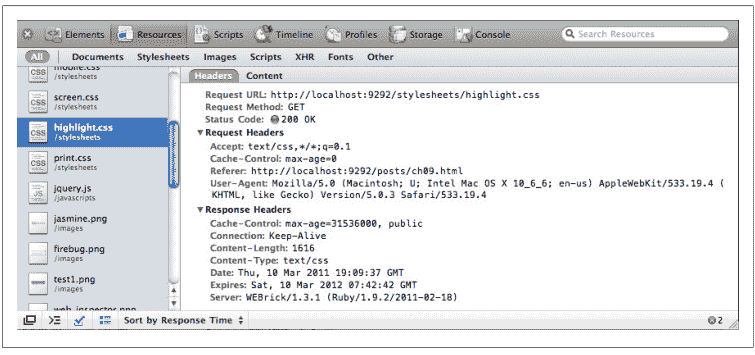 Elements
Resources
Scripts
Timeline
Profiles
Storage
Console
Search Resources
All
Documents
Stylesheets
Images
Scripts
XHR
Fonts
Other
mobile.css
/stylesheets
screen.css
/stylesheets
highlight.css
/stylesheets
print.css
/stylesheets
jquery.js
/javascripts
jasmine.png
/images
firebug.png
/images
test1.png
/images
web_inspector.png
Headers
Content
Request URL: http://localhost:9292/stylesheets/highlight.css
Request Method: GET
Status Code: 200 OK
Request Headers
Accept: text/css,*/*;q=0.1
Cache-Control: max-age=0
Referer: http://localhost:9292/posts/ch09.html
User-Agent: Mozilla/5.0 (Macintosh; U; Intel Mac OS X 10_6_6; en-us) AppleWebKit/533.19.4 (
KHTML, like Gecko) Version/5.0.3 Safari/533.19.4
Response Headers
Cache-Control: max-age=31536000, public
Connection: Keep-Alive
Content-Length: 1616
Content-Type: text/css
Date: Thu, 10 Mar 2011 19:09:37 GMT
Expires: Sat, 10 Mar 2012 07:42:42 GMT
Server: WEBrick/1.3.1 (Ruby/1.9.2/2011-02-18)
Sort by Response Time
2